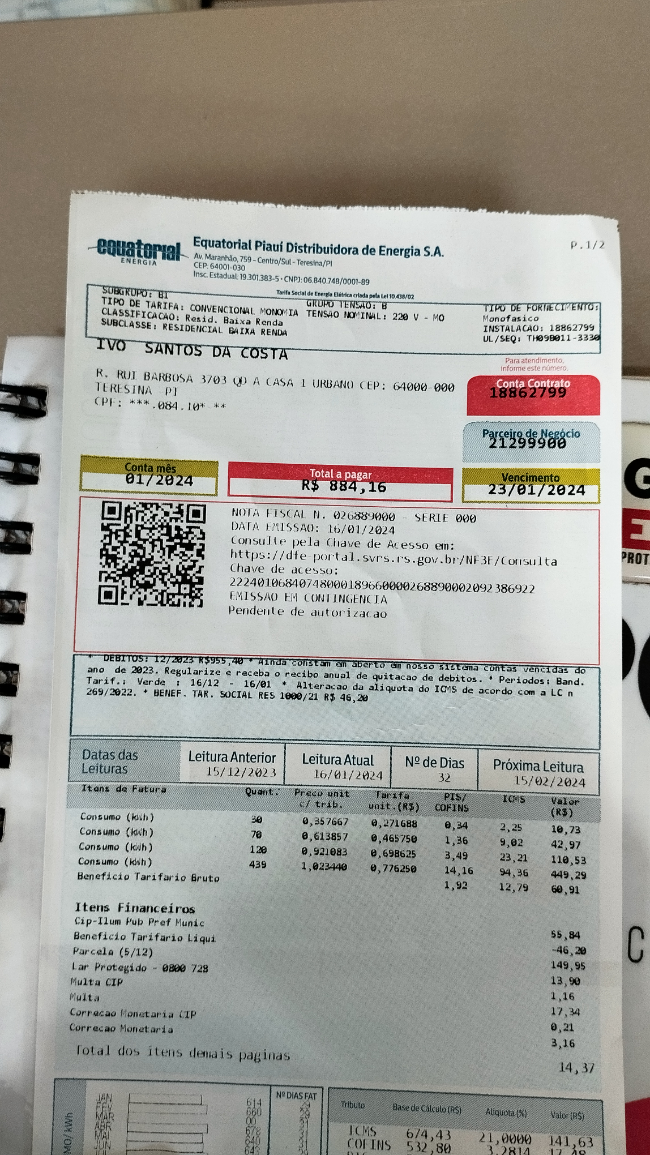 equatorial
ENERGIA
Equatorial Piauí Distribuidora de Energia S.A.
Av. Maranhão, 759 - Centro/Sul - Teresina/PI
CEP: 64001-030
Insc. Estadual: 19.301.383-5 - CNPJ: 06.840.748/0001-89
P.1/2
Tarifa Social de Energia Elétrica criada pela Lei 10.438/02
SUBGRUPO: B1 GRUPO TENSAO: B
TIPO DE TARIFA: CONVENCIONAL MONOMIA TENSAO NOMINAL: 220 V - MO
CLASSIFICACAO: Resid. Baixa Renda
SUBCLASSE: RESIDENCIAL BAIXA RENDA
TIPO DE FORNECIMENTO:
Monofasico
INSTALACAO: 18862799
UL/SEQ: TH09B011-3330
IVO SANTOS DA COSTA
R. RUI BARBOSA 3703 QD A CASA 1 URBANO CEP: 64000-000
TERESINA -PI
CPF: ***.084.10* **
Para atendimento,
informe este número.
Conta Contrato
18862799
Parceiro de Negócio
21299900
Conta mês
01/2024
Total a pagar
R$ 884,16
Vencimento
23/01/2024
NOTA FISCAL N. 026889000 - SERIE 000
DATA EMISSAO: 16/01/2024
Consulte pela Chave de Acesso em:
https://dfe-portal.svrs.rs.gov.br/NF3E/Consulta
Chave de acesso:
22240106840748000189660000268890002092386922
EMISSAO EM CONTINGENCIA
Pendente de autorizacao
* DEBITOS: 12/2023 R$955,40 * Ainda constam em aberto em nosso sistema contas vencidas do
ano de 2023. Regularize e receba o recibo anual de quitacao de debitos. * Periodos: Band.
Tarif.: Verde : 16/12 - 16/01 * Alteracao da aliquota do ICMS de acordo com a LC n
269/2022. * BENEF. TAR. SOCIAL RES 1000/21 R$ 46,20
Datas das Leituras
Leitura Anterior
15/12/2023
Leitura Atual
16/01/2024
Nº de Dias
32
Próxima Leitura
15/02/2024
Itens de Fatura Quant. Preco unit c/ trib. Tarifa unit.(R$) PIS/ COFINS ICMS Valor (R$)
Consumo (kWh) 30 0,357667 0,271688 0,34 2,25 10,73
Consumo (kWh) 70 0,613857 0,465750 1,36 9,02 42,97
Consumo (kWh) 120 0,921083 0,698625 3,49 23,21 110,53
Consumo (kWh) 439 1,023440 0,776250 14,16 94,36 449,29
Beneficio Tarifario Bruto 1,92 12,79 60,91
Itens Financeiros
Cip-Ilum Pub Pref Munic 55,84
Beneficio Tarifario Liqui -46,20
Parcela (5/12) 149,95
Lar Protegido - 0800 728 13,90
Multa CIP 1,16
Multa 17,34
Correcao Monetaria CIP 0,21
Correcao Monetaria 3,16
Total dos itens demais paginas 14,37
MO/kWh
JAN 614
FEV 660
MAR
ABR
MAI
Nº DIAS FAT
Tributo Base de Cálculo (R$) Alíquota (%) Valor (R$)
ICMS 674,43 21,0000 141,63
COFINS 532,80 3,2814 17,48
G
E
PROT
C